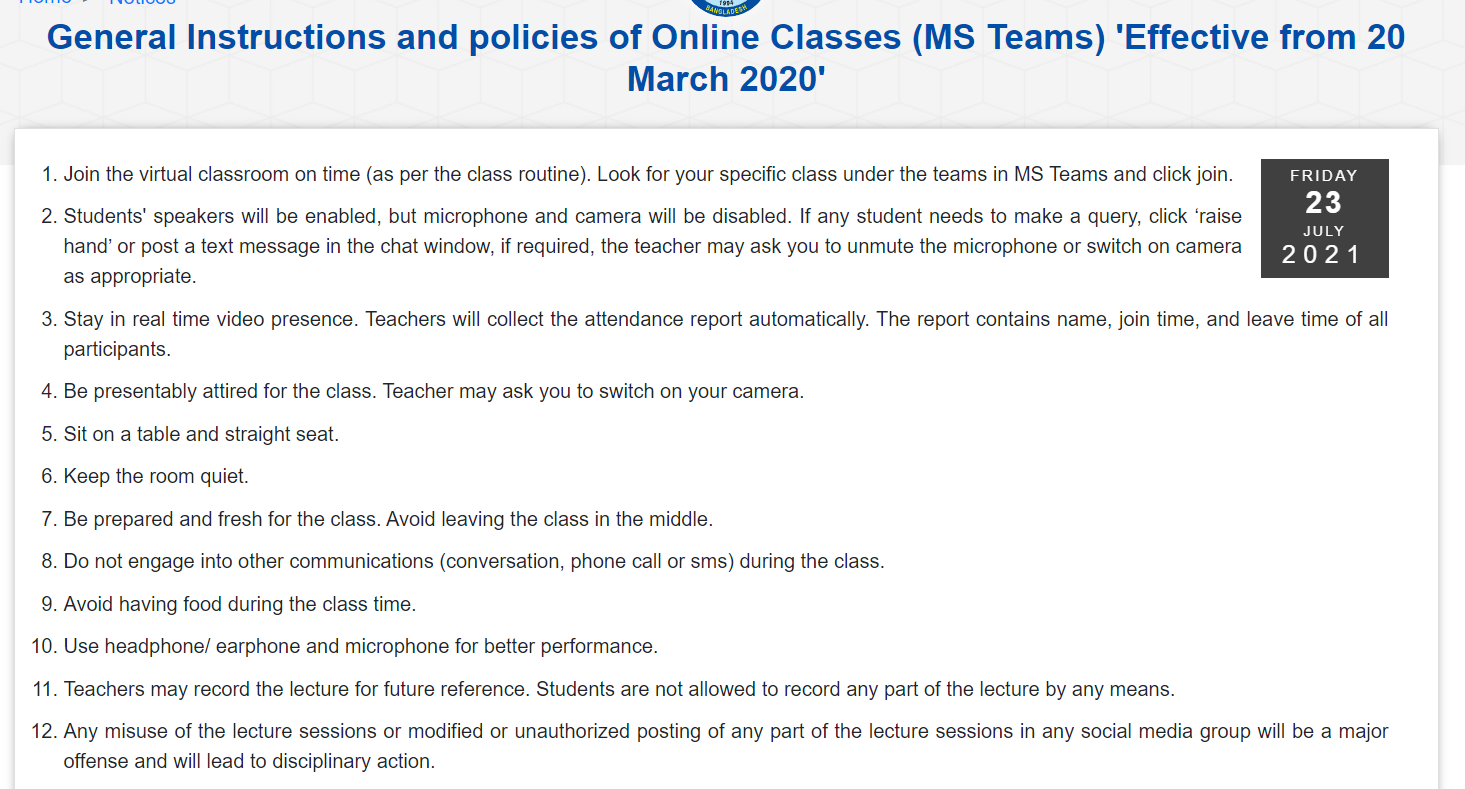 Home > Notices
1994
BANGLADESH
General Instructions and policies of Online Classes (MS Teams) 'Effective from 20
March 2020'
FRIDAY
23
JULY
2021
1. Join the virtual classroom on time (as per the class routine). Look for your specific class under the teams in MS Teams and click join.
2. Students' speakers will be enabled, but microphone and camera will be disabled. If any student needs to make a query, click ‘raise
hand’ or post a text message in the chat window, if required, the teacher may ask you to unmute the microphone or switch on camera
as appropriate.
3. Stay in real time video presence. Teachers will collect the attendance report automatically. The report contains name, join time, and leave time of all
participants.
4. Be presentably attired for the class. Teacher may ask you to switch on your camera.
5. Sit on a table and straight seat.
6. Keep the room quiet.
7. Be prepared and fresh for the class. Avoid leaving the class in the middle.
8. Do not engage into other communications (conversation, phone call or sms) during the class.
9. Avoid having food during the class time.
10. Use headphone/ earphone and microphone for better performance.
11. Teachers may record the lecture for future reference. Students are not allowed to record any part of the lecture by any means.
12. Any misuse of the lecture sessions or modified or unauthorized posting of any part of the lecture sessions in any social media group will be a major
offense and will lead to disciplinary action.